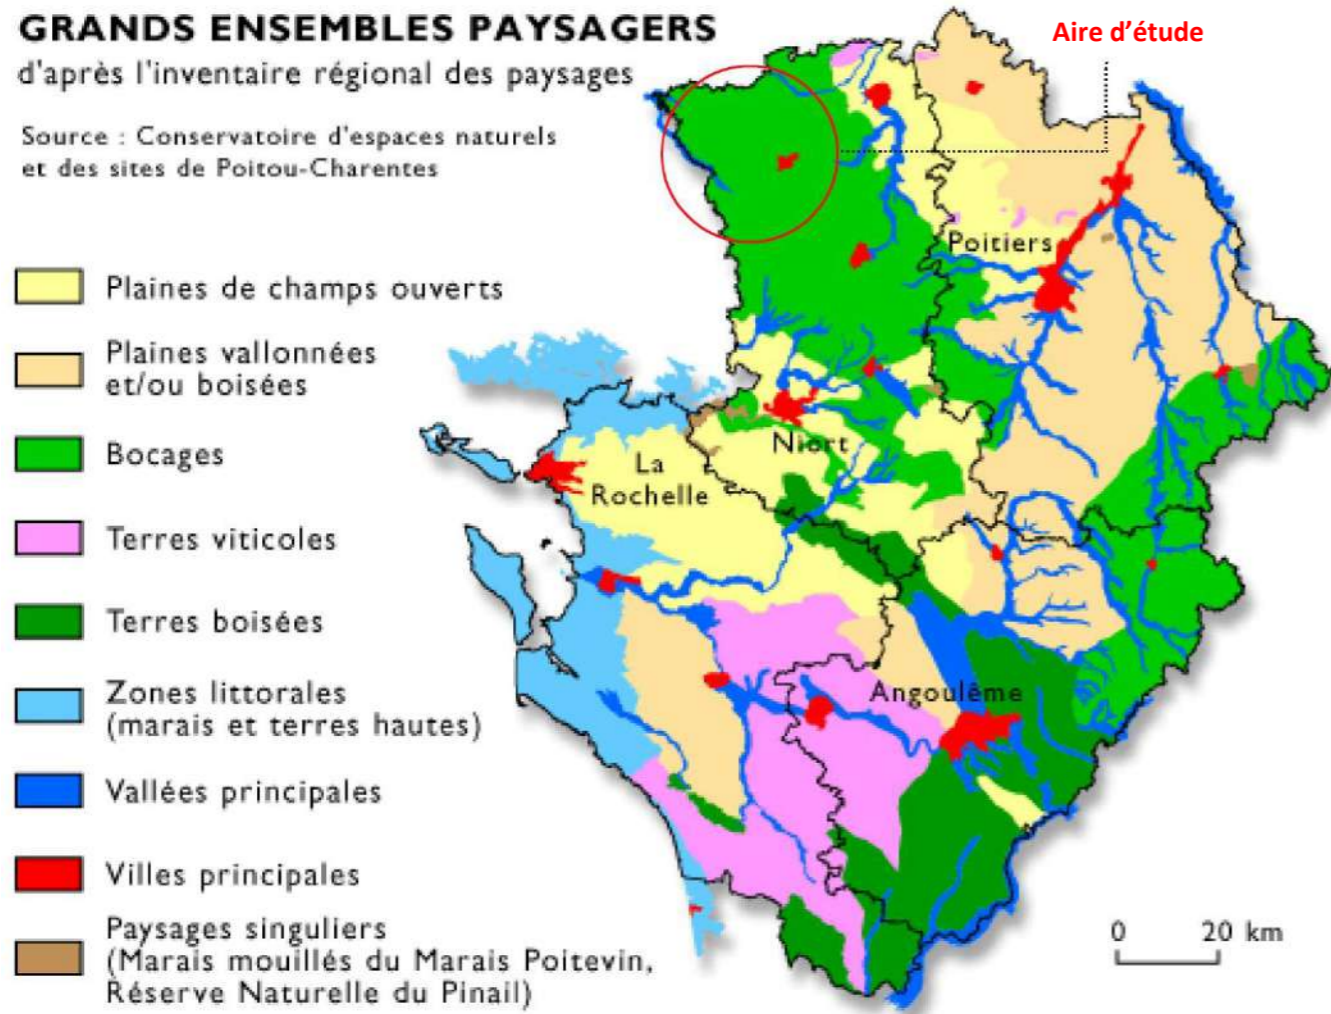 GRANDS ENSEMBLES PAYSAGERS
d'après l'inventaire régional des paysages
Source : Conservatoire d'espaces naturels
et des sites de Poitou-Charentes
Aire d'étude
Plaines de champs ouverts
Plaines vallonnées
et/ou boisées
Bocages
Terres viticoles
Terres boisées
Zones littorales
(marais et terres hautes)
Vallées principales
Villes principales
Paysages singuliers
(Marais mouillés du Marais Poitevin,
Réserve Naturelle du Pinail)
Poitiers
Niort
La
Rochelle
Angoulême
0 20 km